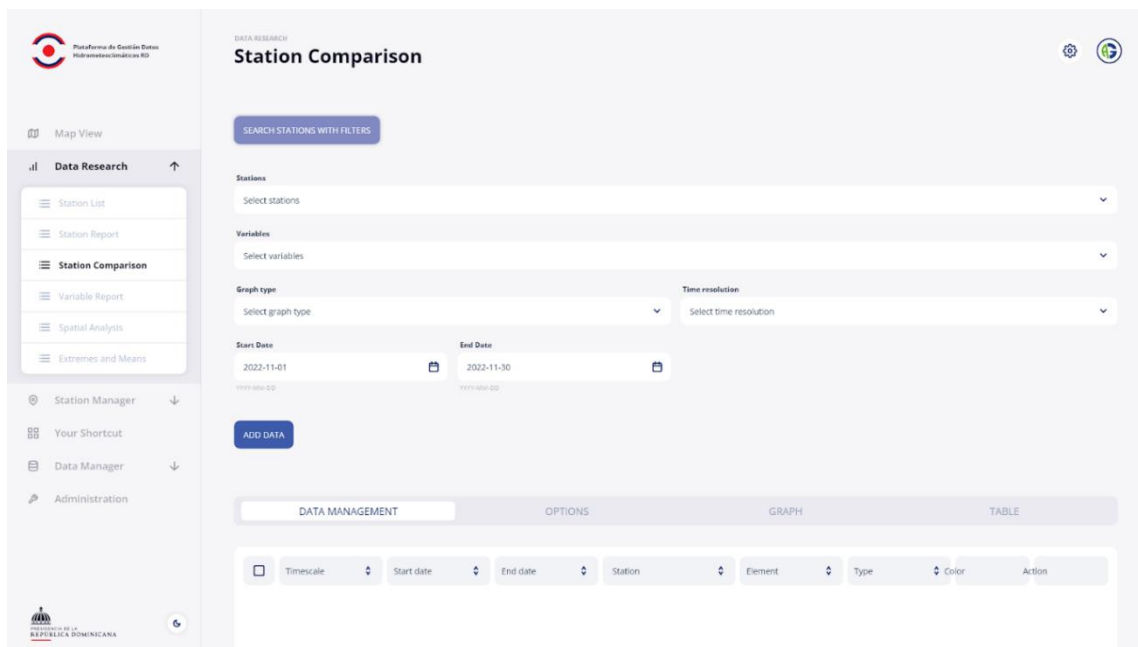 Plataforma de Gestión Datos
Hidrometeoclimáticos RD
Map View
Data Research
Station List
Station Report
Station Comparison
Variable Report
Spatial Analysis
Extremes and Means
Station Manager
Your Shortcut
Data Manager
Administration
PRESIDENCIA DE LA
REPÚBLICA DOMINICANA
DATA RESEARCH
Station Comparison
SEARCH STATIONS WITH FILTERS
Stations
Select stations
Variables
Select variables
Graph type
Time resolution
Select graph type
Select time resolution
Start Date
End Date
2022-11-01
2022-11-30
YYYY-MM-DD
YYYY-MM-DD
ADD DATA
DATA MANAGEMENT
OPTIONS
GRAPH
TABLE
Timescale
Start date
End date
Station
Element
Type
Color
Action